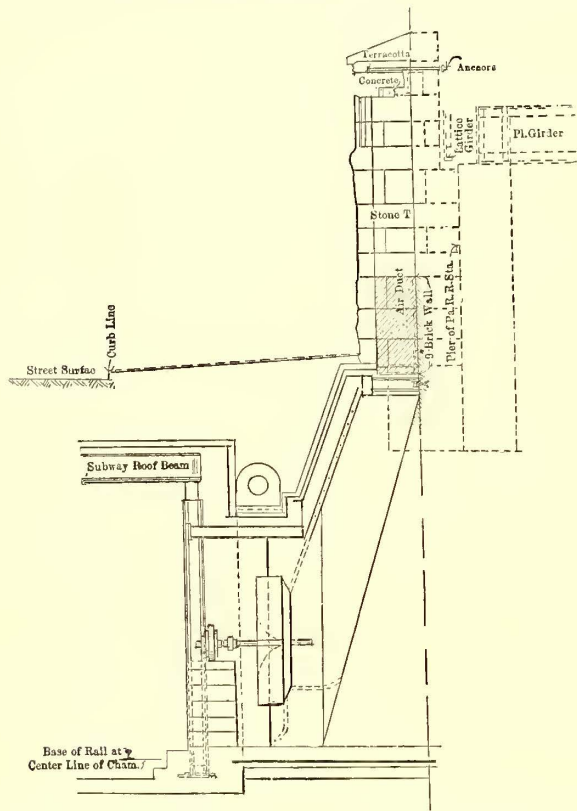 Terracotta
Anchors
Concrete
Lattice
Girder
Pl. Girder
Stone T
Air Duct
9 Brick Wall
Pier of Pa. R. R. Sta.
Curb Line
Street Surfac
Subway Roof Beam
Base of Rail at
Center Line of Cham.